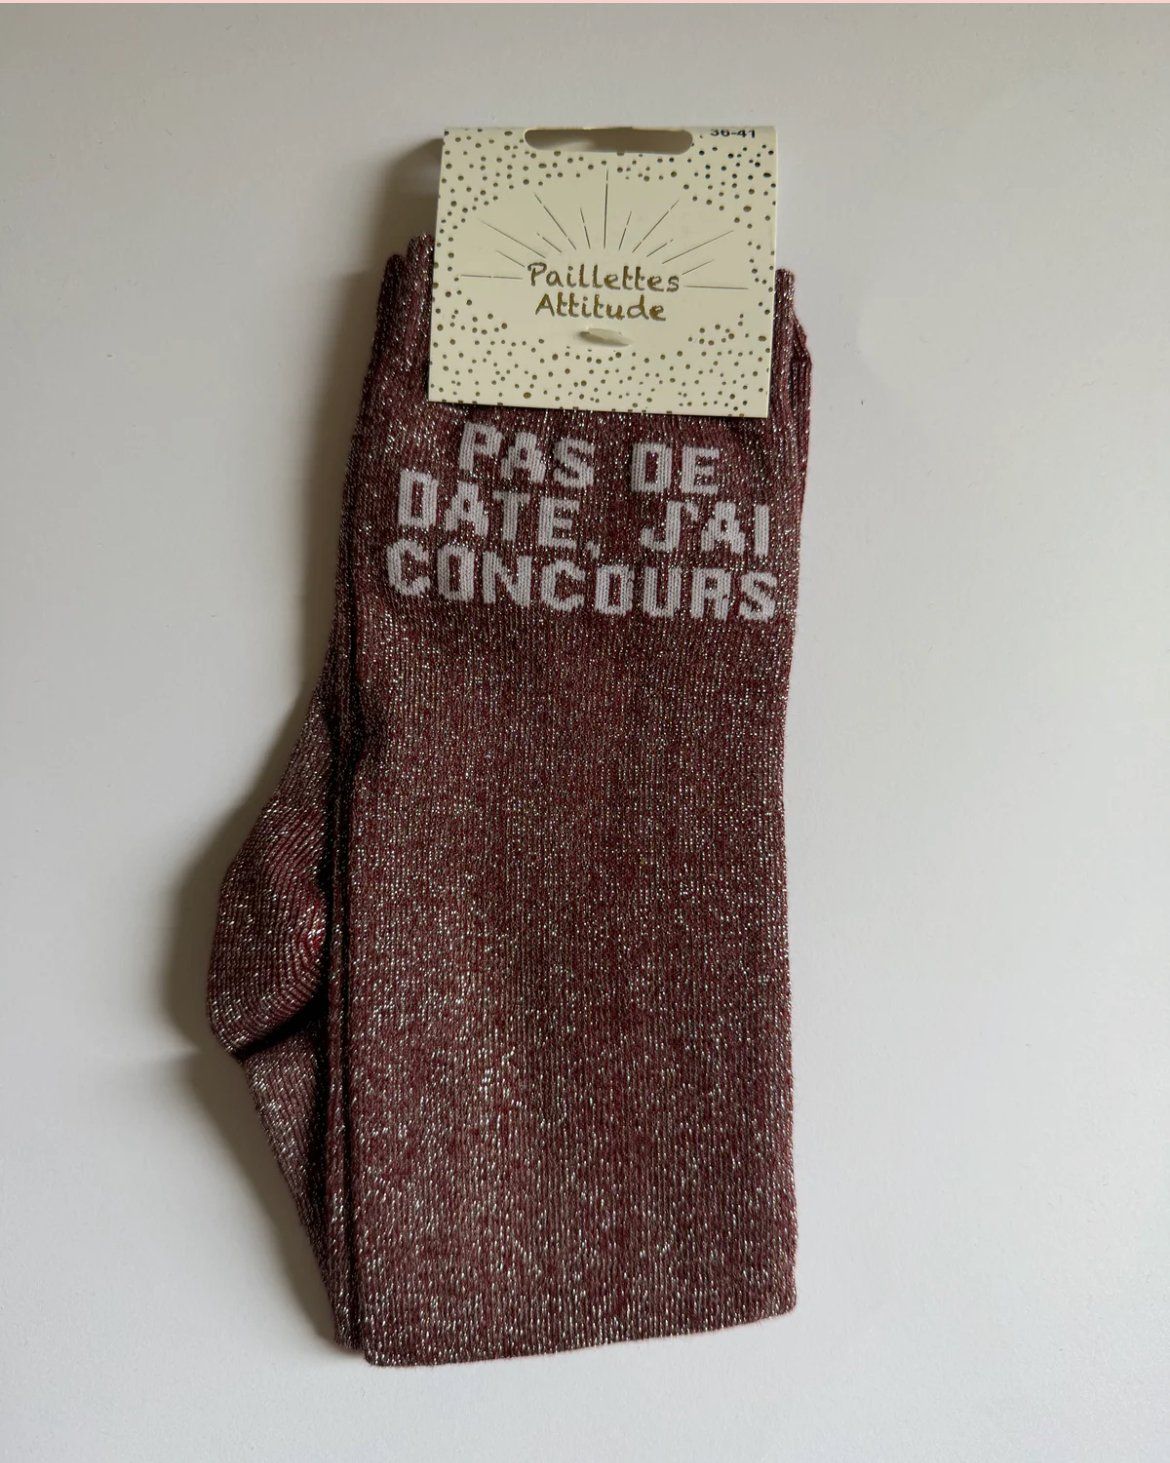 36-41
Paillettes
Attitude
PAS DE
DATE, J'AI
CONCOURS